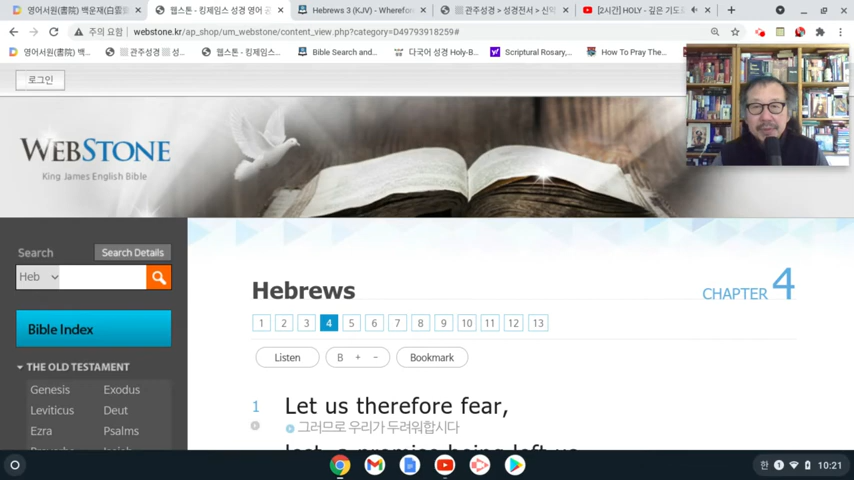 영어서원(書院) 백운재(白雲
웹스톤 - 킹제임스 성경 영어 공
Hebrews 3 (KJV) - Wherefor
관주성경 > 성경전서 > 신약
[2시간] HOLY - 깊은 기도
주의 요함
webstone.kr/ap_shop/um_webstone/content_view.php?category=D49793918259#
영어서원(書院) 백운재...
관주성경 성...
웹스톤 - 킹제임스...
Bible Search and...
다국어 성경 Holy-B...
Scriptural Rosary,...
How To Pray The...
로그인
WEBSTONE
King James English Bible
Search
Search Details
Heb
Bible Index
THE OLD TESTAMENT
Genesis Exodus
Leviticus Deut
Ezra Psalms
Hebrews
CHAPTER 4
1 2 3 4 5 6 7 8 9 10 11 12 13
Listen B + - Bookmark
1 Let us therefore fear,
그러므로 우리가 두려워합시다
한 1 10:21